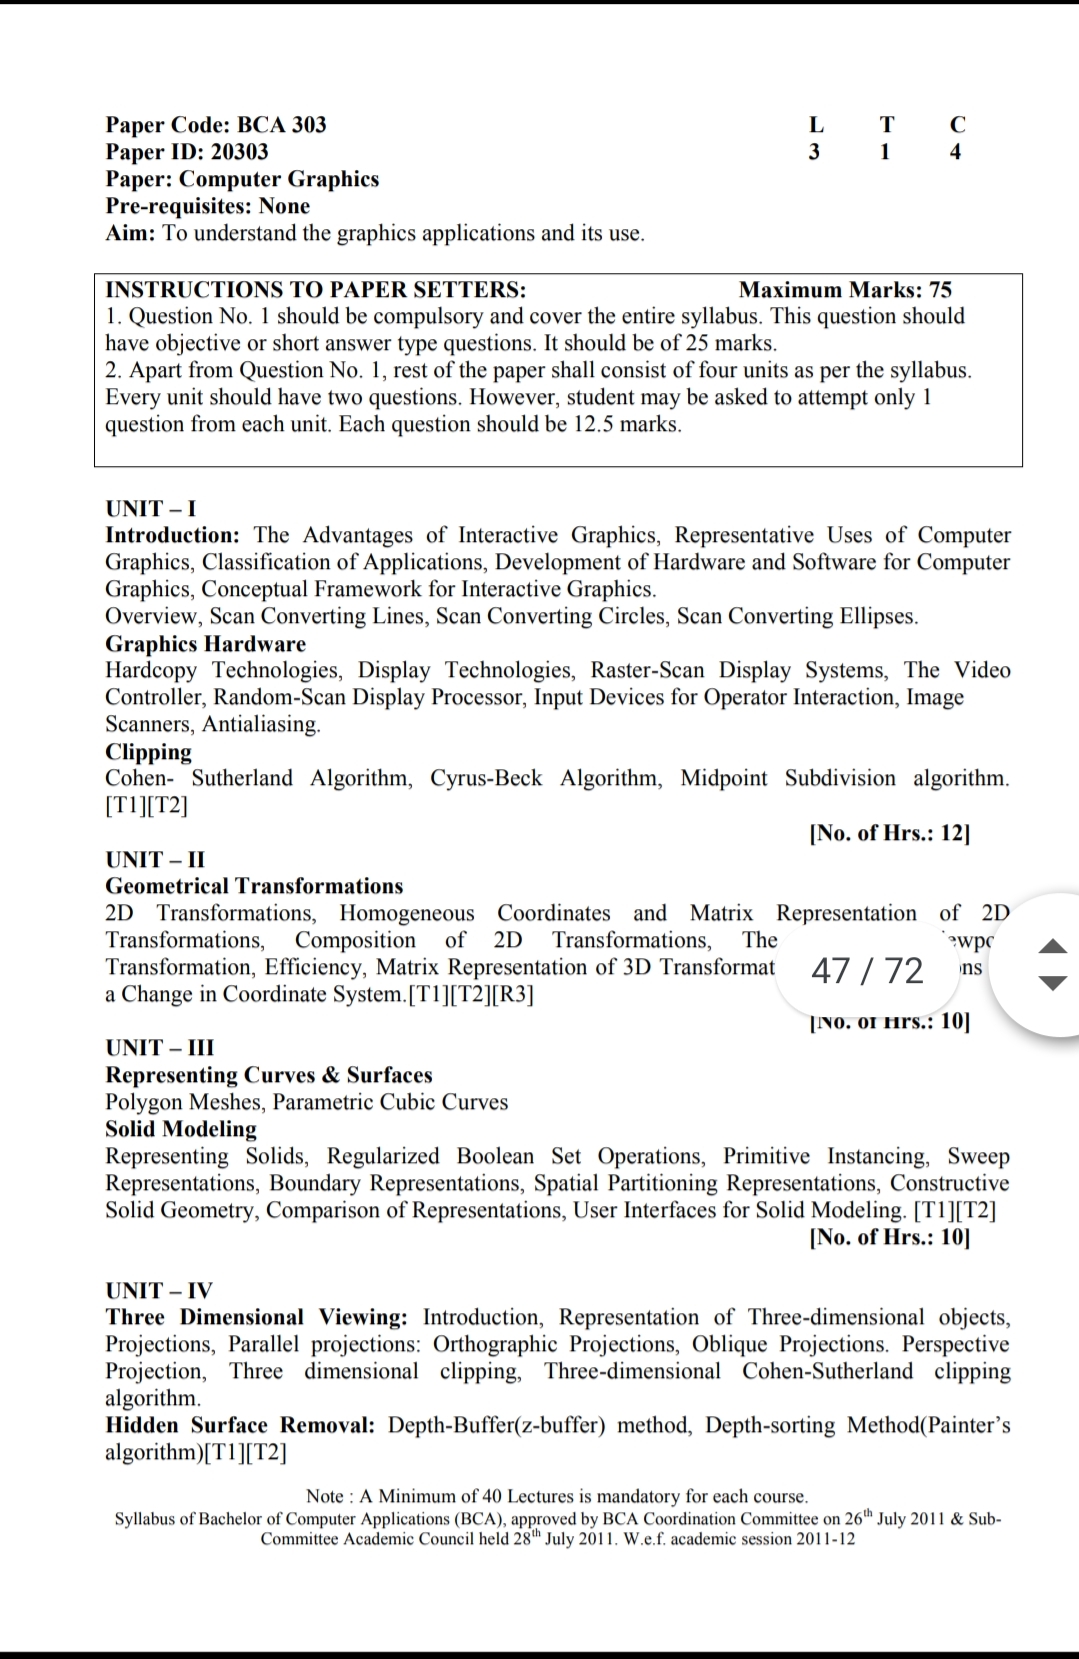 Paper Code: BCA 303 L T C
Paper ID: 20303 3 1 4
Paper: Computer Graphics
Pre-requisites: None
Aim: To understand the graphics applications and its use.
INSTRUCTIONS TO PAPER SETTERS: Maximum Marks: 75
1. Question No. 1 should be compulsory and cover the entire syllabus. This question should
have objective or short answer type questions. It should be of 25 marks.
2. Apart from Question No. 1, rest of the paper shall consist of four units as per the syllabus.
Every unit should have two questions. However, student may be asked to attempt only 1
question from each unit. Each question should be 12.5 marks.
UNIT – I
Introduction: The Advantages of Interactive Graphics, Representative Uses of Computer
Graphics, Classification of Applications, Development of Hardware and Software for Computer
Graphics, Conceptual Framework for Interactive Graphics.
Overview, Scan Converting Lines, Scan Converting Circles, Scan Converting Ellipses.
Graphics Hardware
Hardcopy Technologies, Display Technologies, Raster-Scan Display Systems, The Video
Controller, Random-Scan Display Processor, Input Devices for Operator Interaction, Image
Scanners, Antialiasing.
Clipping
Cohen- Sutherland Algorithm, Cyrus-Beck Algorithm, Midpoint Subdivision algorithm.
[T1][T2]
[No. of Hrs.: 12]
UNIT – II
Geometrical Transformations
2D Transformations, Homogeneous Coordinates and Matrix Representation of 2D
Transformations, Composition of 2D Transformations, The
Transformation, Efficiency, Matrix Representation of 3D Transformat
47 / 72
a Change in Coordinate System.[T1][T2][R3]
[No. of Hrs.: 10]
UNIT – III
Representing Curves & Surfaces
Polygon Meshes, Parametric Cubic Curves
Solid Modeling
Representing Solids, Regularized Boolean Set Operations, Primitive Instancing, Sweep
Representations, Boundary Representations, Spatial Partitioning Representations, Constructive
Solid Geometry, Comparison of Representations, User Interfaces for Solid Modeling. [T1][T2]
[No. of Hrs.: 10]
UNIT – IV
Three Dimensional Viewing: Introduction, Representation of Three-dimensional objects,
Projections, Parallel projections: Orthographic Projections, Oblique Projections. Perspective
Projection, Three dimensional clipping, Three-dimensional Cohen-Sutherland clipping
algorithm.
Hidden Surface Removal: Depth-Buffer(z-buffer) method, Depth-sorting Method(Painter's
algorithm)[T1][T2]
Note : A Minimum of 40 Lectures is mandatory for each course.
Syllabus of Bachelor of Computer Applications (BCA), approved by BCA Coordination Committee on 26th July 2011 & Sub-
Committee Academic Council held 28th July 2011. W.e.f. academic session 2011-12